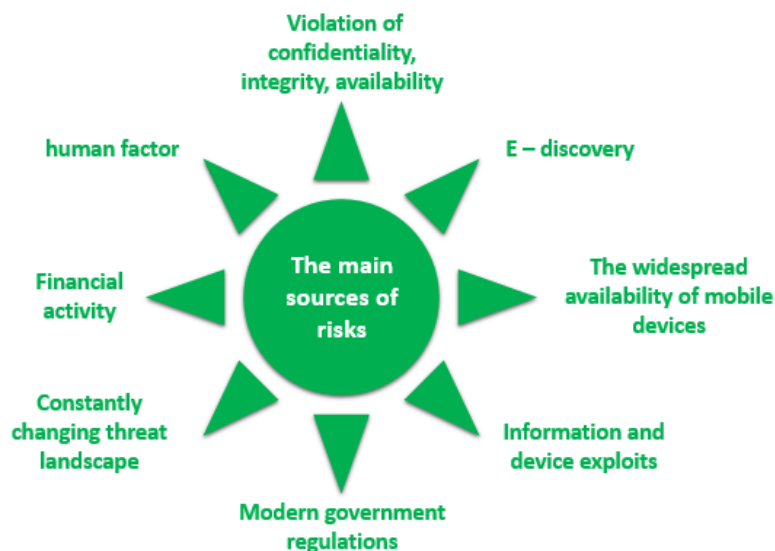 Violation of
confidentiality,
integrity, availability
human factor
E – discovery
The main
sources of
risks
Financial
activity
The widespread
availability of mobile
devices
Constantly
changing threat
landscape
Information and
device exploits
Modern government
regulations